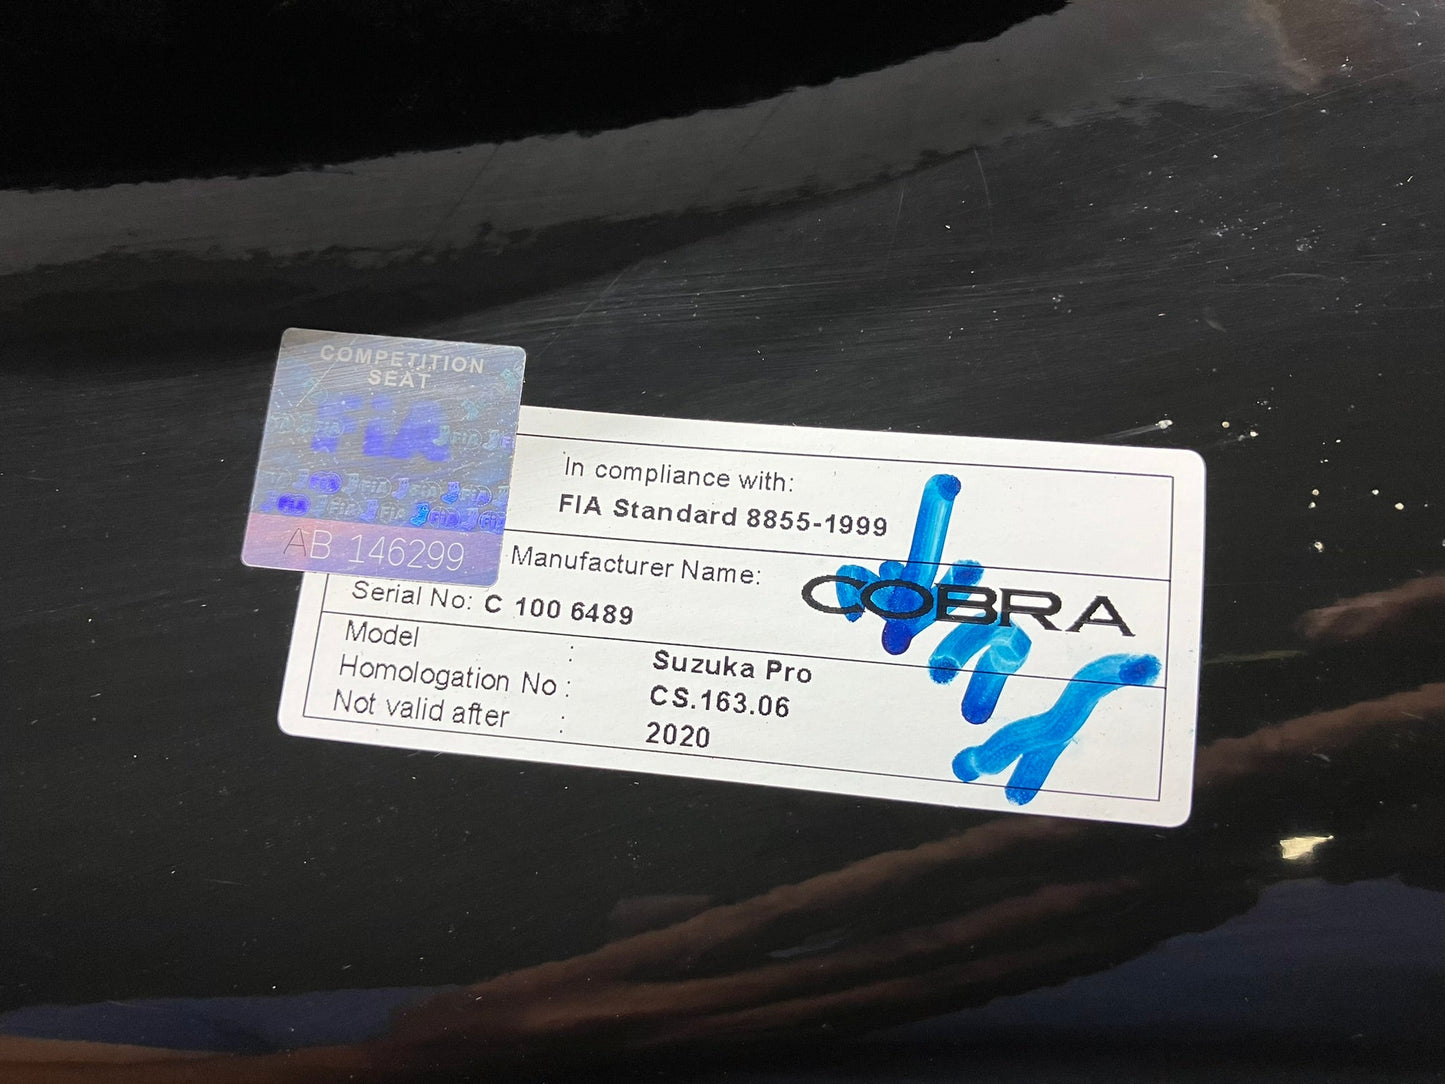 COMPETITION
SEAT
FiA
AB 146299
In compliance with:
FIA Standard 8855-1999
Manufacturer Name: COBRA
Serial No: C 100 6489
Model : Suzuka Pro
Homologation No : CS.163.06
Not valid after : 2020